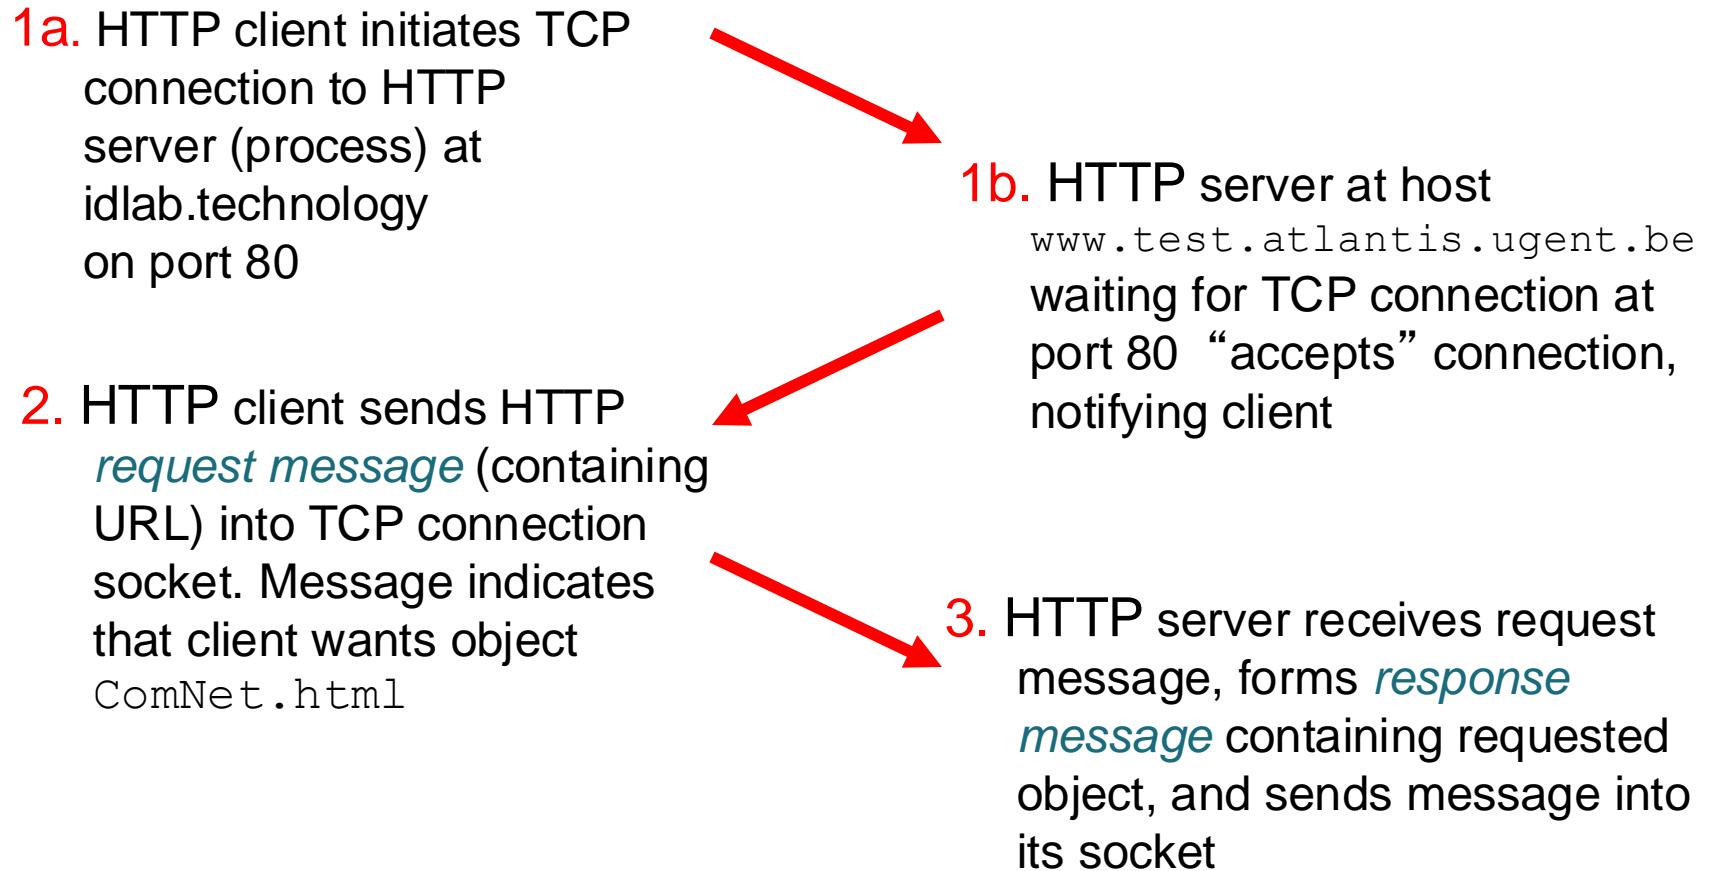 1a. HTTP client initiates TCP
connection to HTTP
server (process) at
idlab.technology
on port 80
1b. HTTP server at host
www.test.atlantis.ugent.be
waiting for TCP connection at
port 80 “accepts” connection,
notifying client
2. HTTP client sends HTTP
request message (containing
URL) into TCP connection
socket. Message indicates
that client wants object
ComNet.html
3. HTTP server receives request
message, forms response
message containing requested
object, and sends message into
its socket